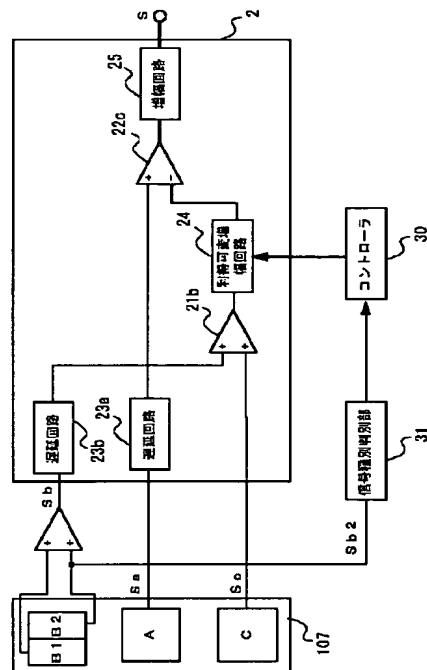 S
2
25
増幅回路
22c
+
-
24
利得可変増
幅回路
21b
+
+
遅延回路
23b
遅延回路
23a
コントローラ
30
信号種別判別部
31
Sb
+
+
Sb2
Sa
Sc
B1
B2
A
C
107